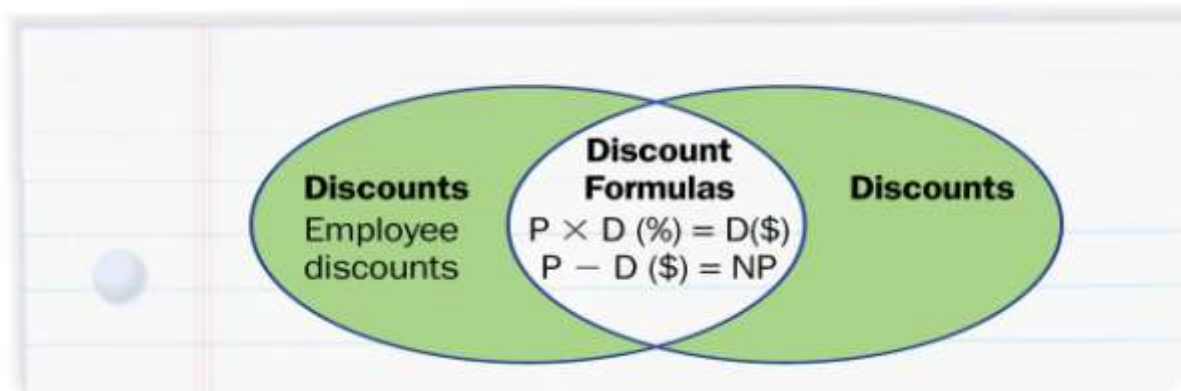 Discounts
Employee
discounts
Discount
Formulas
P × D (%) = D($)
P − D ($) = NP
Discounts